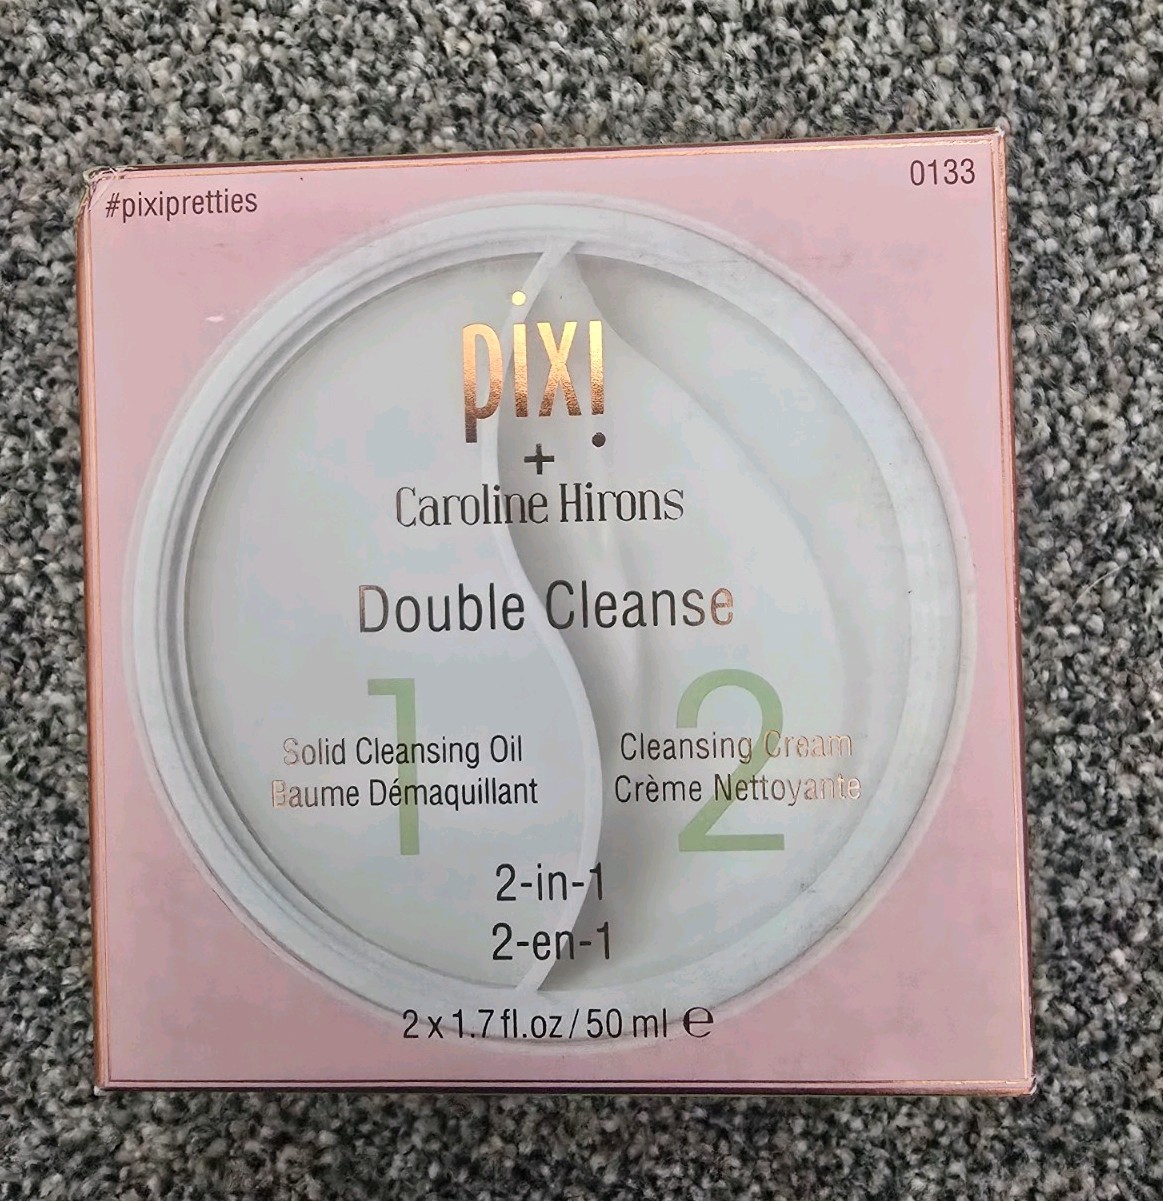 #pixipretties
0133
pixi
+
Caroline Hirons
Double Cleanse
1
2
Solid Cleansing Oil
Baume Démaquillant
Cleansing Cream
Crème Nettoyante
2-in-1
2-en-1
2 x 1.7 fl.oz / 50 ml ℮